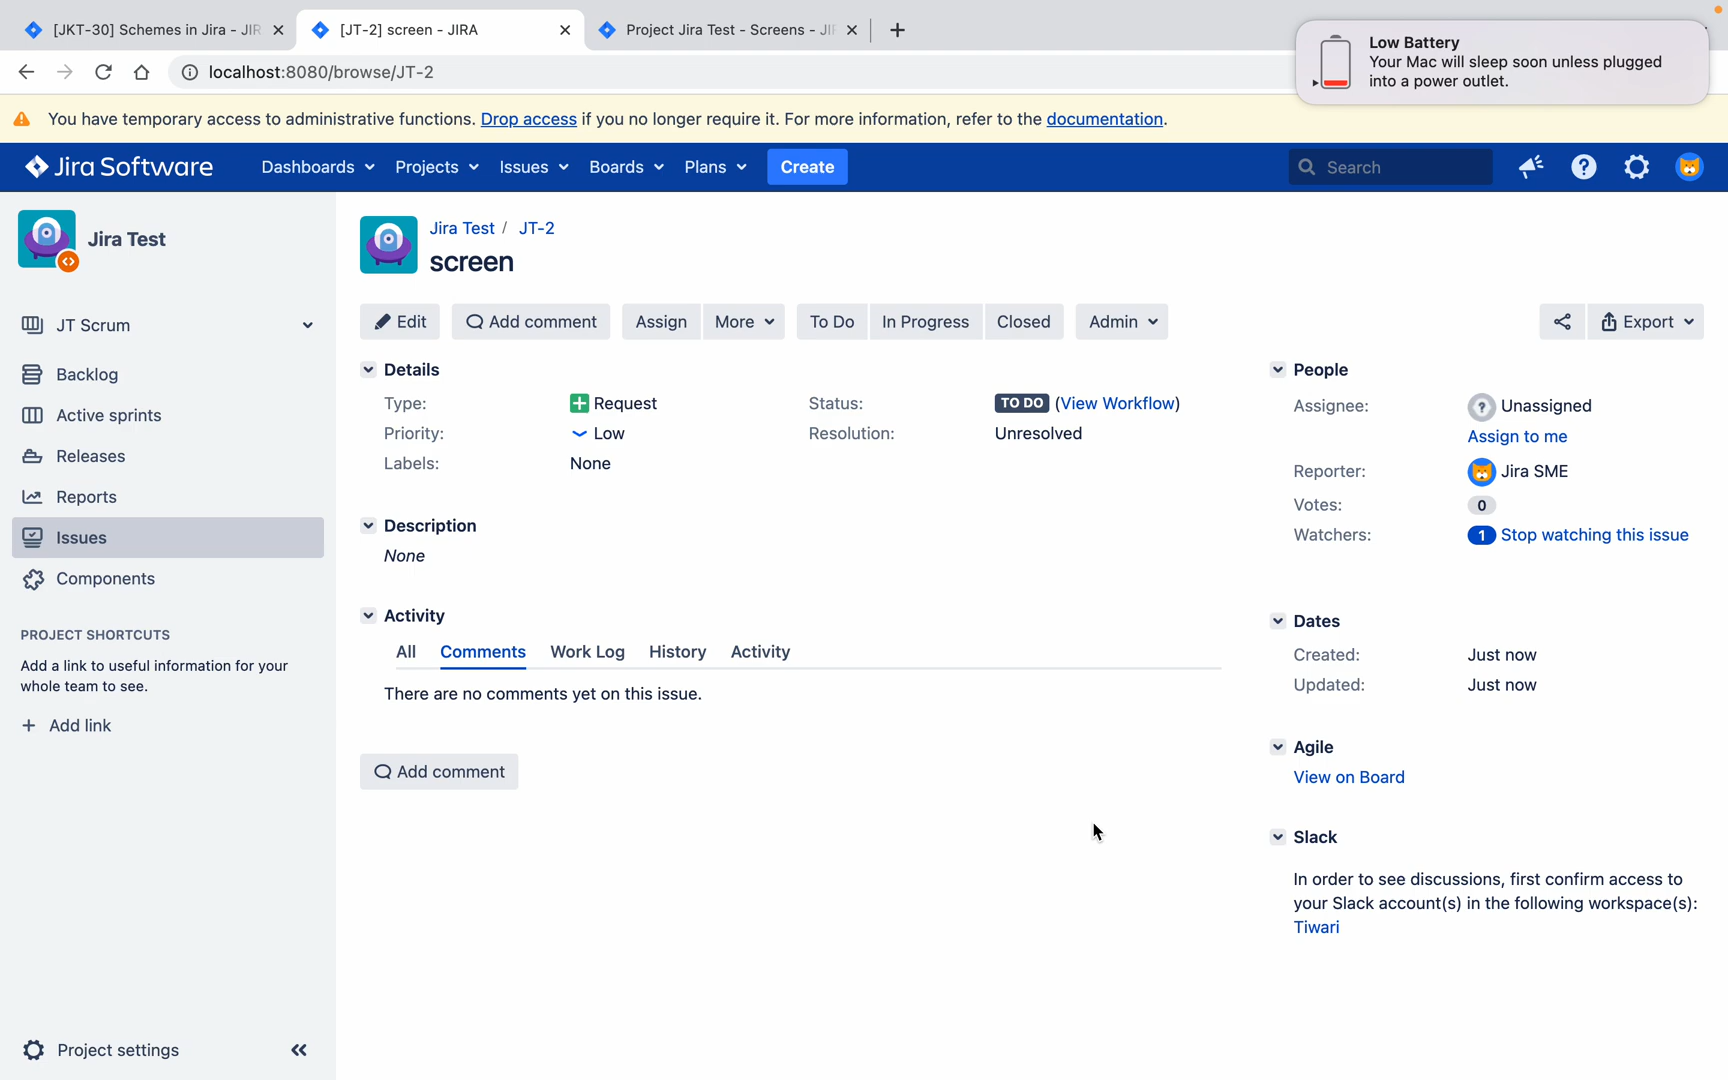 [JKT-30] Schemes in Jira - JIR
[JT-2] screen - JIRA
Project Jira Test - Screens - JI
Low Battery
Your Mac will sleep soon unless plugged
into a power outlet.
localhost:8080/browse/JT-2
You have temporary access to administrative functions. Drop access if you no longer require it. For more information, refer to the documentation.
Jira Software
Dashboards
Projects
Issues
Boards
Plans
Create
Search
Jira Test
JT Scrum
Backlog
Active sprints
Releases
Reports
Issues
Components
PROJECT SHORTCUTS
Add a link to useful information for your
whole team to see.
+ Add link
Project settings
Jira Test / JT-2
screen
Edit
Add comment
Assign
More
To Do
In Progress
Closed
Admin
Export
Details
Type: Request
Priority: Low
Labels: None
Status: TO DO (View Workflow)
Resolution: Unresolved
Description
None
Activity
All
Comments
Work Log
History
Activity
There are no comments yet on this issue.
Add comment
People
Assignee: Unassigned
Assign to me
Reporter: Jira SME
Votes: 0
Watchers: 1 Stop watching this issue
Dates
Created: Just now
Updated: Just now
Agile
View on Board
Slack
In order to see discussions, first confirm access to
your Slack account(s) in the following workspace(s):
Tiwari